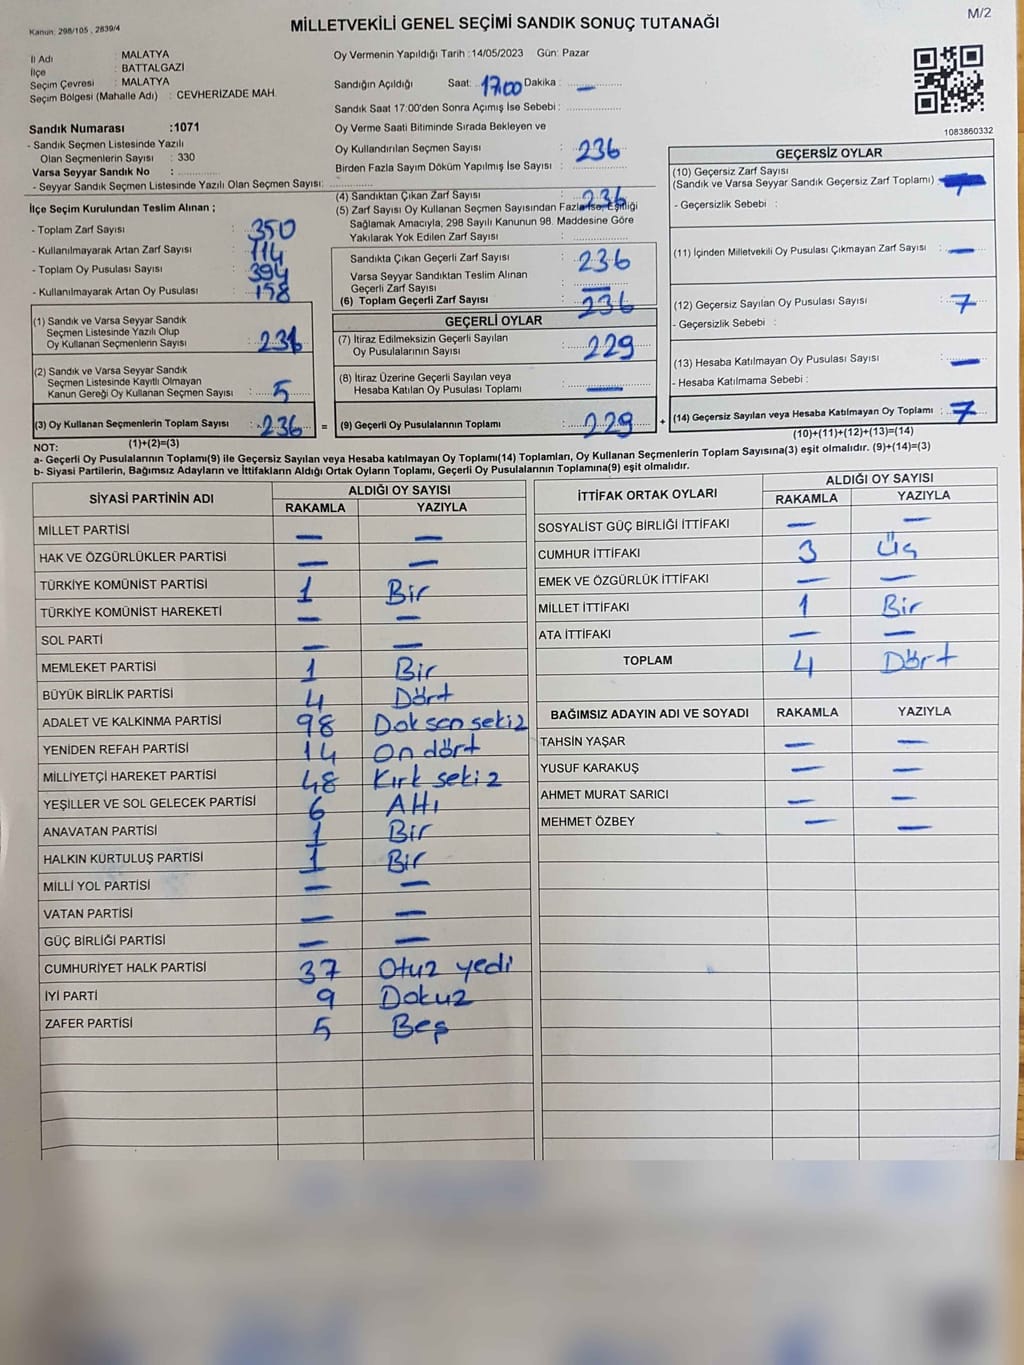 M/2
Kanun: 298/105 , 2839/4
MİLLETVEKİLİ GENEL SEÇİMİ SANDIK SONUÇ TUTANAĞI
İl Adı : MALATYA
İlçe : BATTALGAZİ
Seçim Çevresi : MALATYA
Seçim Bölgesi (Mahalle Adı) : CEVHERİZADE MAH.
Sandık Numarası :1071
- Sandık Seçmen Listesinde Yazılı
Olan Seçmenlerin Sayısı : 330
Varsa Seyyar Sandık No :
- Seyyar Sandık Seçmen Listesinde Yazılı Olan Seçmen Sayısı:
Oy Vermenin Yapıldığı Tarih :14/05/2023 Gün: Pazar
Sandığın Açıldığı Saat: 17.00 Dakika : —
Sandık Saat 17:00'den Sonra Açımış İse Sebebi :
Oy Verme Saati Bitiminde Sırada Bekleyen ve
Oy Kullandırılan Seçmen Sayısı : 236
Birden Fazla Sayım Döküm Yapılmış İse Sayısı :
1083860332
İlçe Seçim Kurulundan Teslim Alınan ;
- Toplam Zarf Sayısı : 350
- Kullanılmayarak Artan Zarf Sayısı : 114
- Toplam Oy Pusulası Sayısı : 394
- Kullanılmayarak Artan Oy Pusulası : 158
(1) Sandık ve Varsa Seyyar Sandık
Seçmen Listesinde Yazılı Olup
Oy Kullanan Seçmenlerin Sayısı : 231
(2) Sandık ve Varsa Seyyar Sandık
Seçmen Listesinde Kayıtlı Olmayan
Kanun Gereği Oy Kullanan Seçmen Sayısı : 5
(3) Oy Kullanan Seçmenlerin Toplam Sayısı : 236 =
(1)+(2)=(3)
(4) Sandıktan Çıkan Zarf Sayısı : 236
(5) Zarf Sayısı Oy Kullanan Seçmen Sayısından Fazla İse, Eşitliği
Sağlamak Amacıyla, 298 Sayılı Kanunun 98. Maddesine Göre
Yakılarak Yok Edilen Zarf Sayısı :
Sandıkta Çıkan Geçerli Zarf Sayısı : 236
Varsa Seyyar Sandıktan Teslim Alınan
Geçerli Zarf Sayısı : —
(6) Toplam Geçerli Zarf Sayısı : 236
GEÇERLİ OYLAR
(7) İtiraz Edilmeksizin Geçerli Sayılan
Oy Pusulalarının Sayısı : 229
(8) İtiraz Üzerine Geçerli Sayılan veya
Hesaba Katılan Oy Pusulası Toplamı : —
(9) Geçerli Oy Pusulalarının Toplamı : 229 +
GEÇERSİZ OYLAR
(10) Geçersiz Zarf Sayısı
(Sandık ve Varsa Seyyar Sandık Geçersiz Zarf Toplamı) :
- Geçersizlik Sebebi :
(11) İçinden Milletvekili Oy Pusulası Çıkmayan Zarf Sayısı : —
(12) Geçersiz Sayılan Oy Pusulası Sayısı : 7
- Geçersizlik Sebebi :
(13) Hesaba Katılmayan Oy Pusulası Sayısı : —
- Hesaba Katılmama Sebebi :
(14) Geçersiz Sayılan veya Hesaba Katılmayan Oy Toplamı : 7
(10)+(11)+(12)+(13)=(14)
NOT:
a- Geçerli Oy Pusulalarının Toplamı(9) ile Geçersiz Sayılan veya Hesaba katılmayan Oy Toplamı(14) Toplamları, Oy Kullanan Seçmenlerin Toplam Sayısına(3) eşit olmalıdır. (9)+(14)=(3)
b- Siyasi Partilerin, Bağımsız Adayların ve İttifakların Aldığı Ortak Oyların Toplamı, Geçerli Oy Pusulalarının Toplamına(9) eşit olmalıdır.
SİYASİ PARTİNİN ADI ALDIĞI OY SAYISI
RAKAMLA YAZIYLA
MİLLET PARTİSİ — —
HAK VE ÖZGÜRLÜKLER PARTİSİ — —
TÜRKİYE KOMÜNİST PARTİSİ 1 Bir
TÜRKİYE KOMÜNİST HAREKETİ — —
SOL PARTİ — —
MEMLEKET PARTİSİ 1 Bir
BÜYÜK BİRLİK PARTİSİ 4 Dört
ADALET VE KALKINMA PARTİSİ 98 Doksan sekiz
YENİDEN REFAH PARTİSİ 14 On dört
MİLLİYETÇİ HAREKET PARTİSİ 48 Kırk sekiz
YEŞİLLER VE SOL GELECEK PARTİSİ 6 Altı
ANAVATAN PARTİSİ 1 Bir
HALKIN KURTULUŞ PARTİSİ 1 Bir
MİLLİ YOL PARTİSİ — —
VATAN PARTİSİ — —
GÜÇ BİRLİĞİ PARTİSİ — —
CUMHURİYET HALK PARTİSİ 37 Otuz yedi
İYİ PARTİ 9 Dokuz
ZAFER PARTİSİ 5 Beş
İTTİFAK ORTAK OYLARI ALDIĞI OY SAYISI
RAKAMLA YAZIYLA
SOSYALİST GÜÇ BİRLİĞİ İTTİFAKI — —
CUMHUR İTTİFAKI 3 Üç
EMEK VE ÖZGÜRLÜK İTTİFAKI — —
MİLLET İTTİFAKI 1 Bir
ATA İTTİFAKI — —
TOPLAM 4 Dört
BAĞIMSIZ ADAYIN ADI VE SOYADI RAKAMLA YAZIYLA
TAHSİN YAŞAR — —
YUSUF KARAKUŞ — —
AHMET MURAT SARICI — —
MEHMET ÖZBEY — —